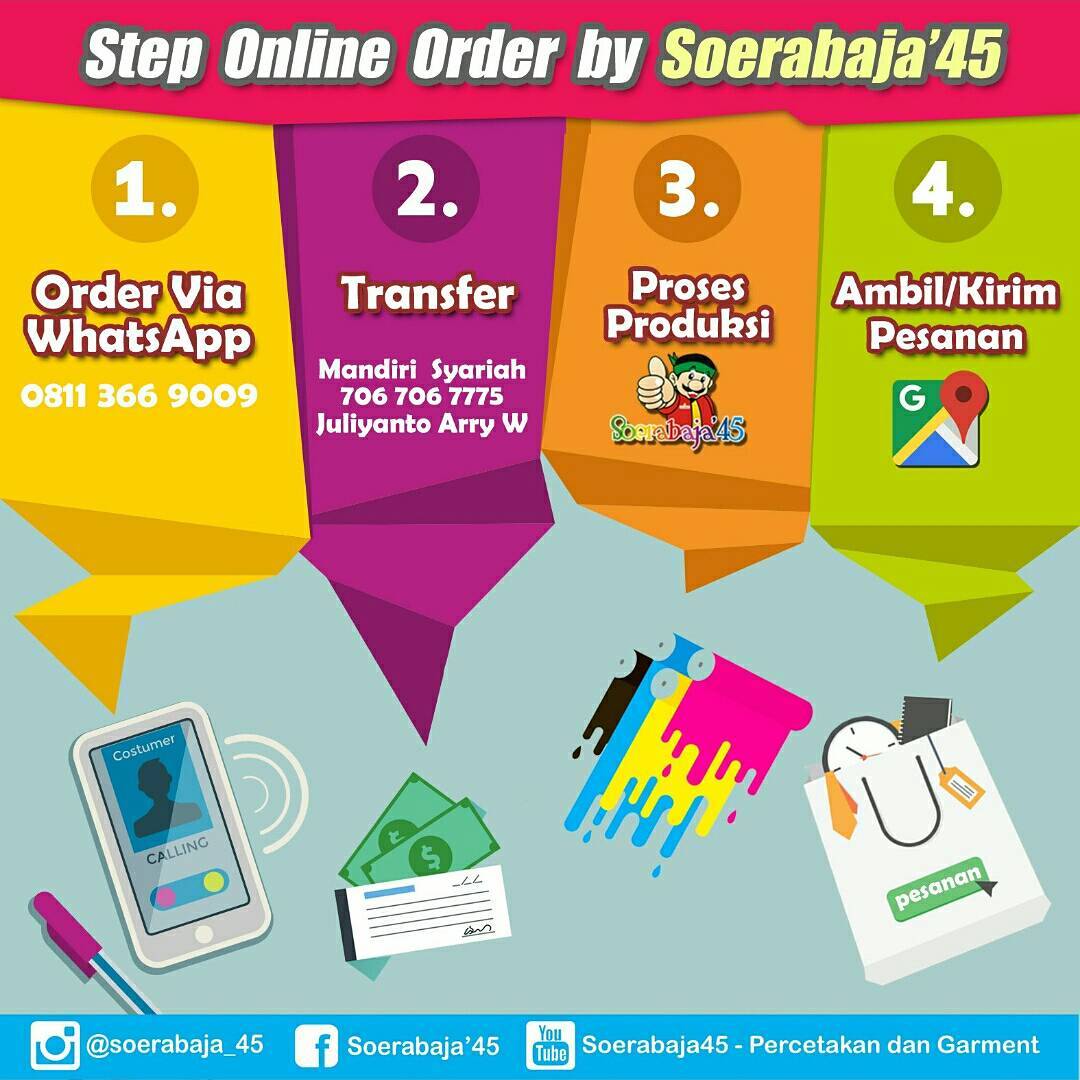 Step Online Order by Soerabaja'45
1.
Order Via
WhatsApp
0811 366 9009
2.
Transfer
Mandiri Syariah
706 706 7775
Juliyanto Arry W
3.
Proses
Produksi
Soerabaja'45
4.
Ambil/Kirim
Pesanan
G
Costumer
CALLING
$
pesanan
@soerabaja_45
f
Soerabaja'45
You
Tube
Soerabaja45 - Percetakan dan Garment